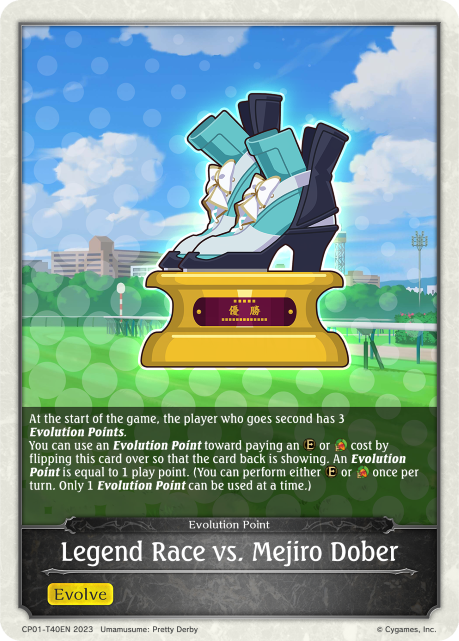 優勝
At the start of the game, the player who goes second has 3
Evolution Points.
You can use an Evolution Point toward paying an E or cost by
flipping this card over so that the card back is showing. An Evolution
Point is equal to 1 play point. (You can perform either E or once per
turn. Only 1 Evolution Point can be used at a time.)
Evolution Point
Legend Race vs. Mejiro Dober
Evolve
CP01-T40EN 2023 Umamusume: Pretty Derby
© Cygames, Inc.